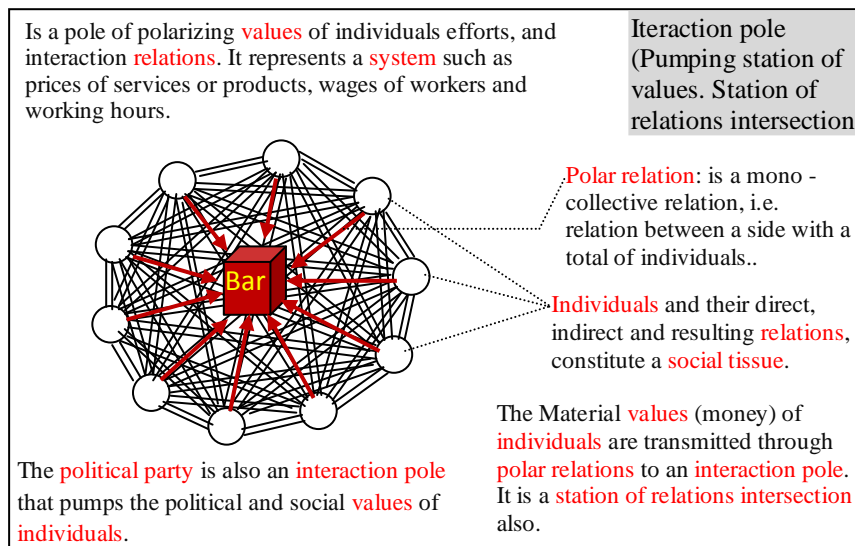 Is a pole of polarizing values of individuals efforts, and
interaction relations. It represents a system such as
prices of services or products, wages of workers and
working hours.
Iteraction pole
(Pumping station of
values. Station of
relations intersection
Polar relation: is a mono -
collective relation, i.e.
relation between a side with a
total of individuals..
Bar
Individuals and their direct,
indirect and resulting relations,
constitute a social tissue.
The Material values (money) of
individuals are transmitted through
polar relations to an interaction pole.
It is a station of relations intersection
also.
The political party is also an interaction pole
that pumps the political and social values of
individuals.